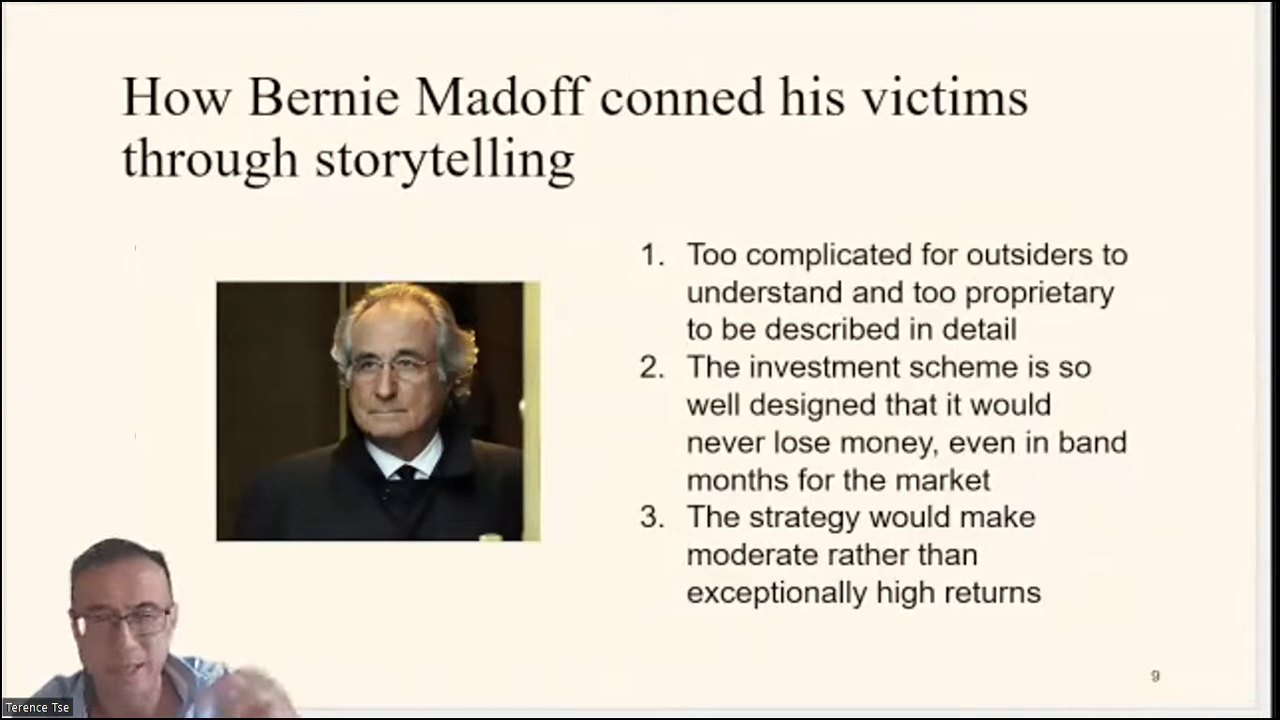 How Bernie Madoff conned his victims
through storytelling
1. Too complicated for outsiders to
understand and too proprietary
to be described in detail
2. The investment scheme is so
well designed that it would
never lose money, even in band
months for the market
3. The strategy would make
moderate rather than
exceptionally high returns
9
Terence Tse